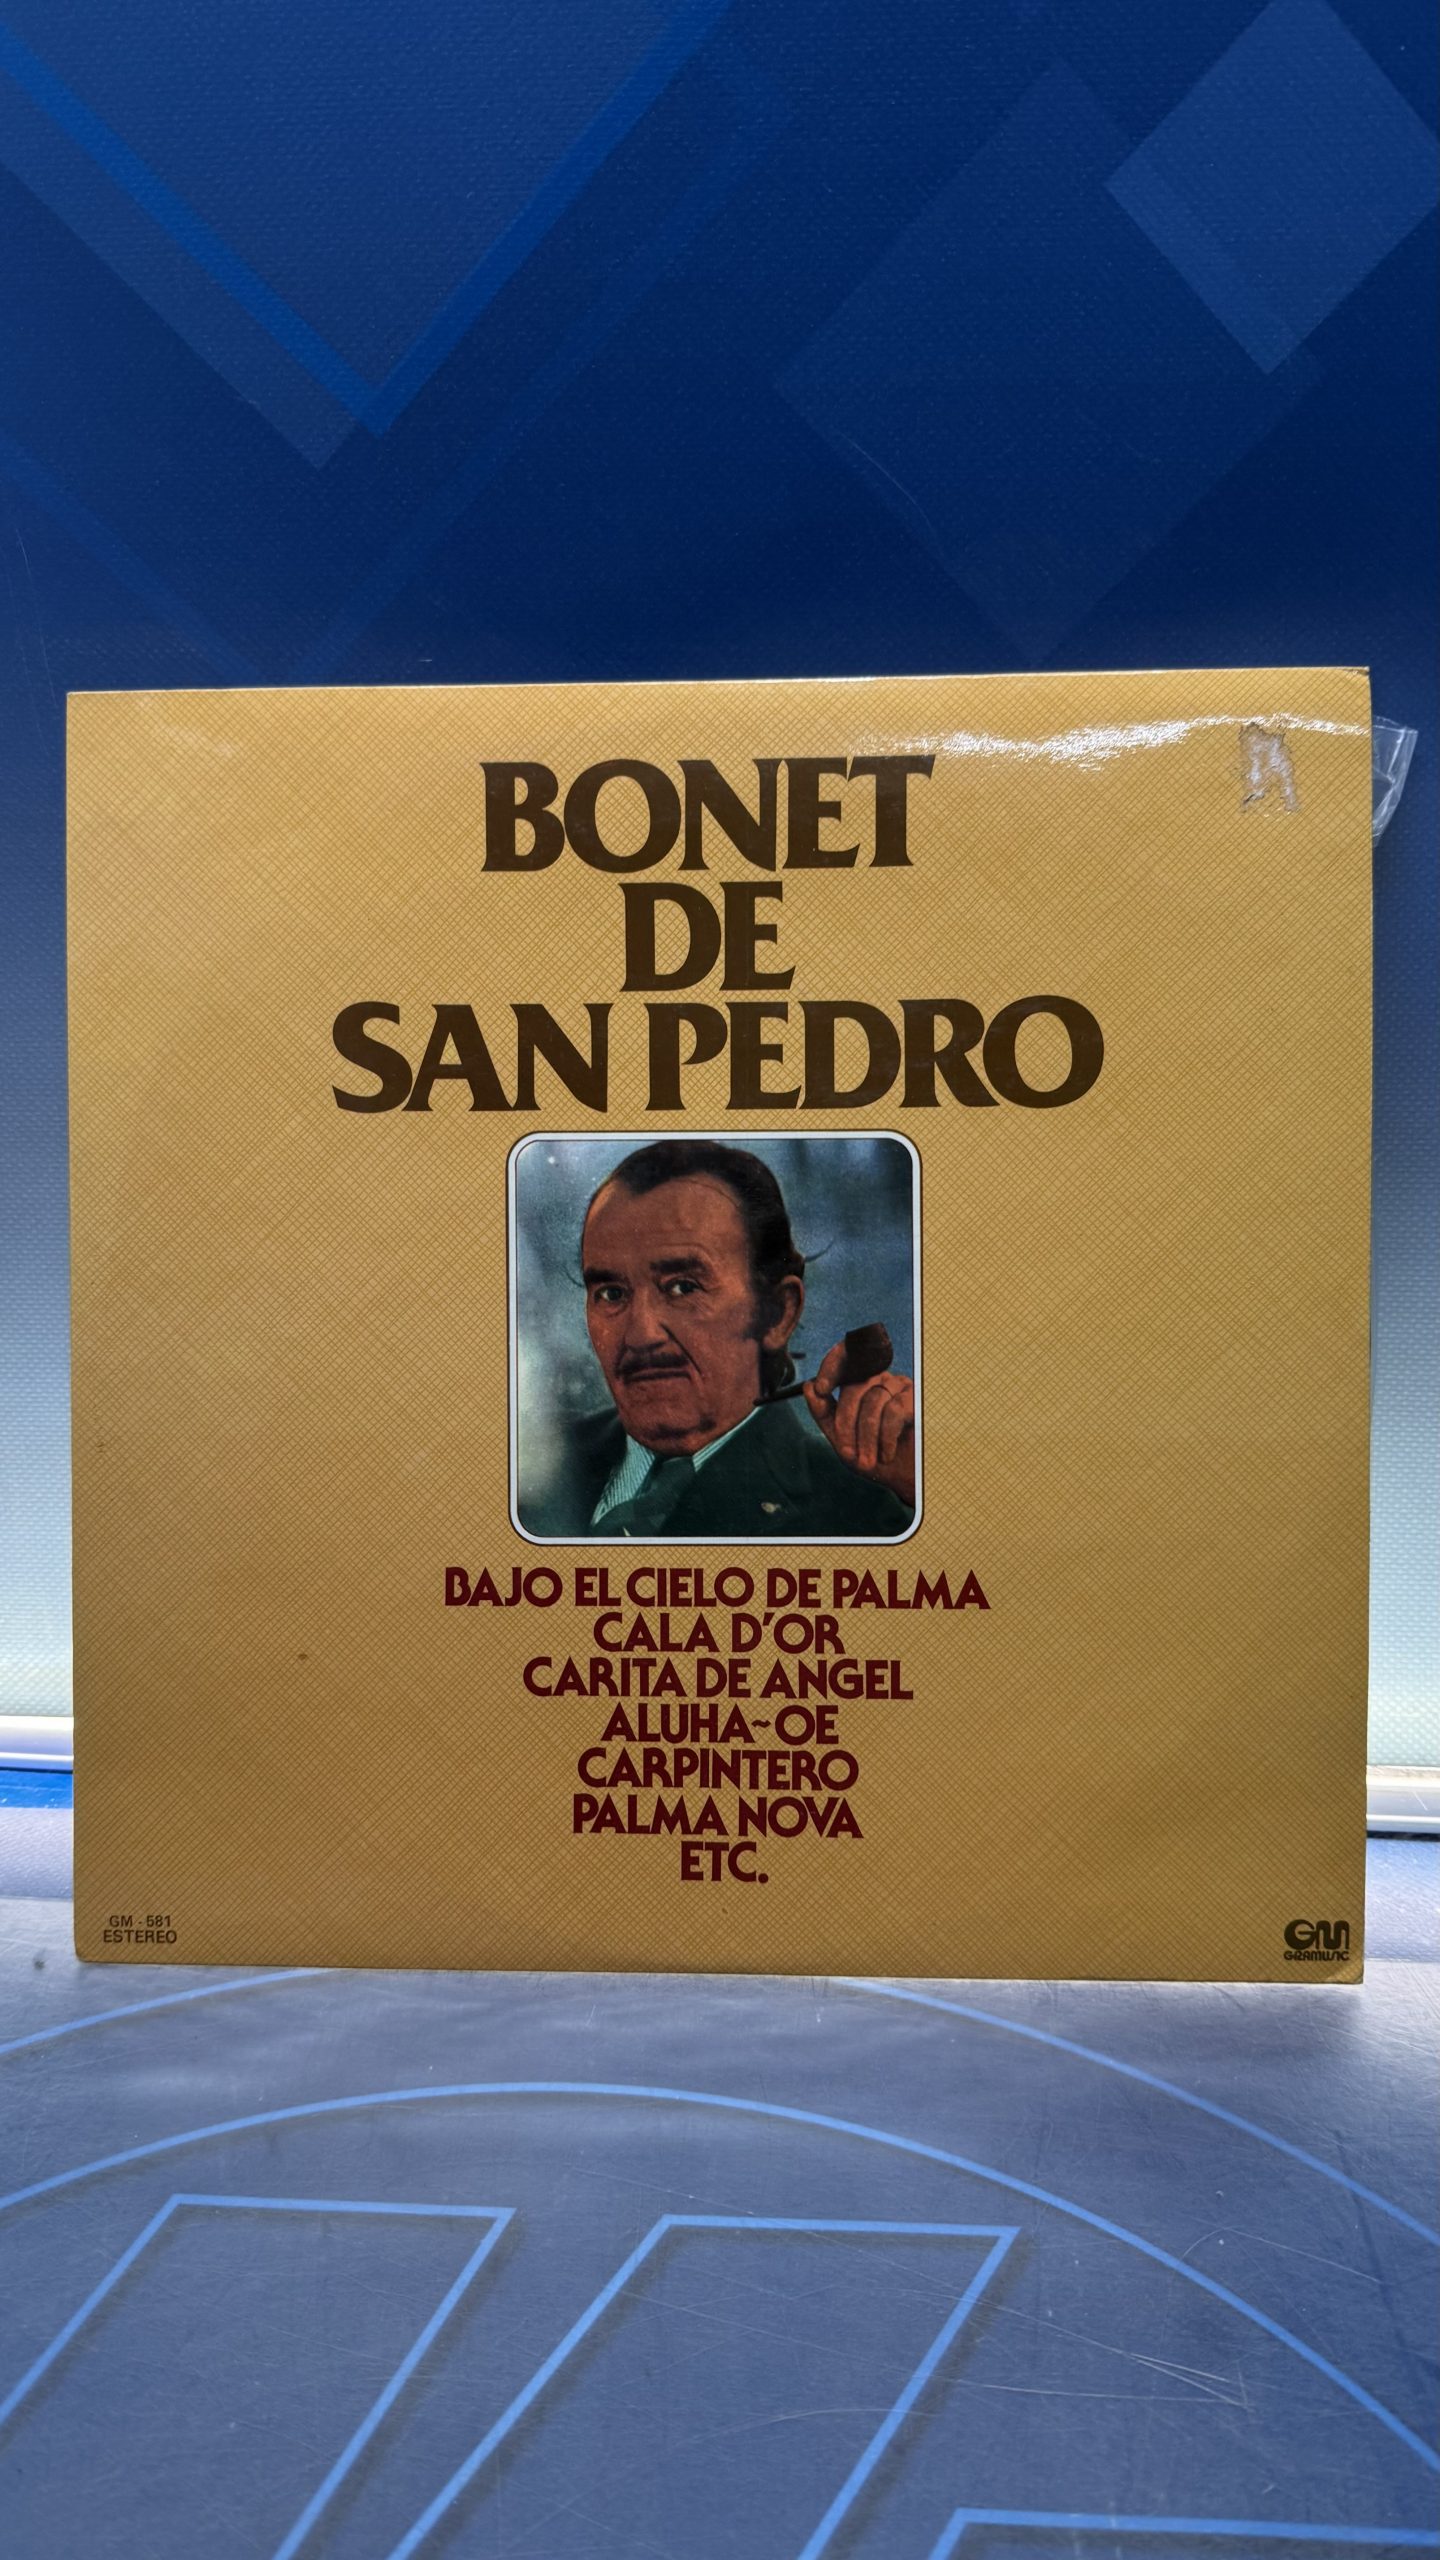 BONET
DE
SAN PEDRO
BAJO EL CIELO DE PALMA
CALA D'OR
CARITA DE ANGEL
ALUHA~OE
CARPINTERO
PALMA NOVA
ETC.
GM - 581
ESTEREO
GM
GRAMUSIC